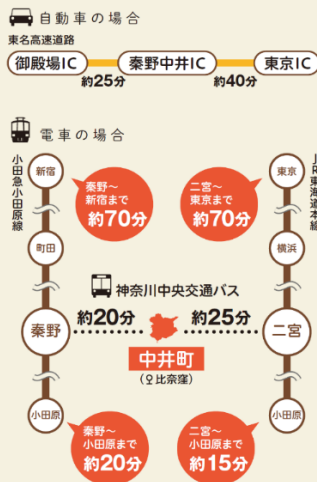 自動車の場合
東名高速道路
御殿場IC
秦野中井IC
東京IC
約25分
約40分
電車の場合
小田急小田原線
新宿
町田
秦野
小田原
秦野～
新宿まで
約70分
二宮～
東京まで
約70分
JR東海道本線
東京
横浜
二宮
小田原
神奈川中央交通バス
約20分
約25分
中井町
(比奈窪)
秦野～
小田原まで
約20分
二宮～
小田原まで
約15分